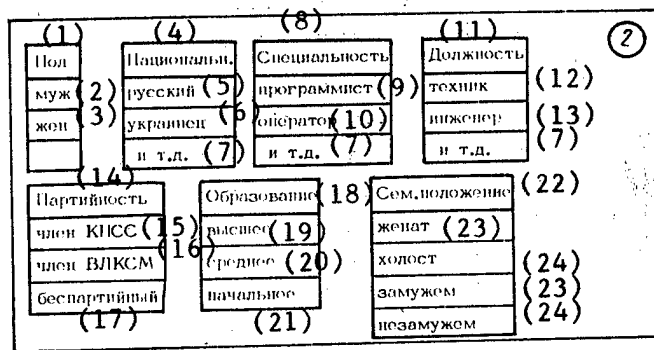 (1) (4) (8) (11) 2
Пол Национальн. Специальность Должность
муж (2) русский (5) программист (9) техник (12)
жен (3) украинец (6) оператор (10) инженер (13)
и т.д. (7) и т.д. (7) и т.д. (7)
(14)
Партийность Образование (18) Сем.положение (22)
член КПСС (15) высшее (19) женат (23)
член ВЛКСМ (16) среднее (20) холост (24)
беспартийный начальное замужем (23)
(17) (21) незамужем (24)